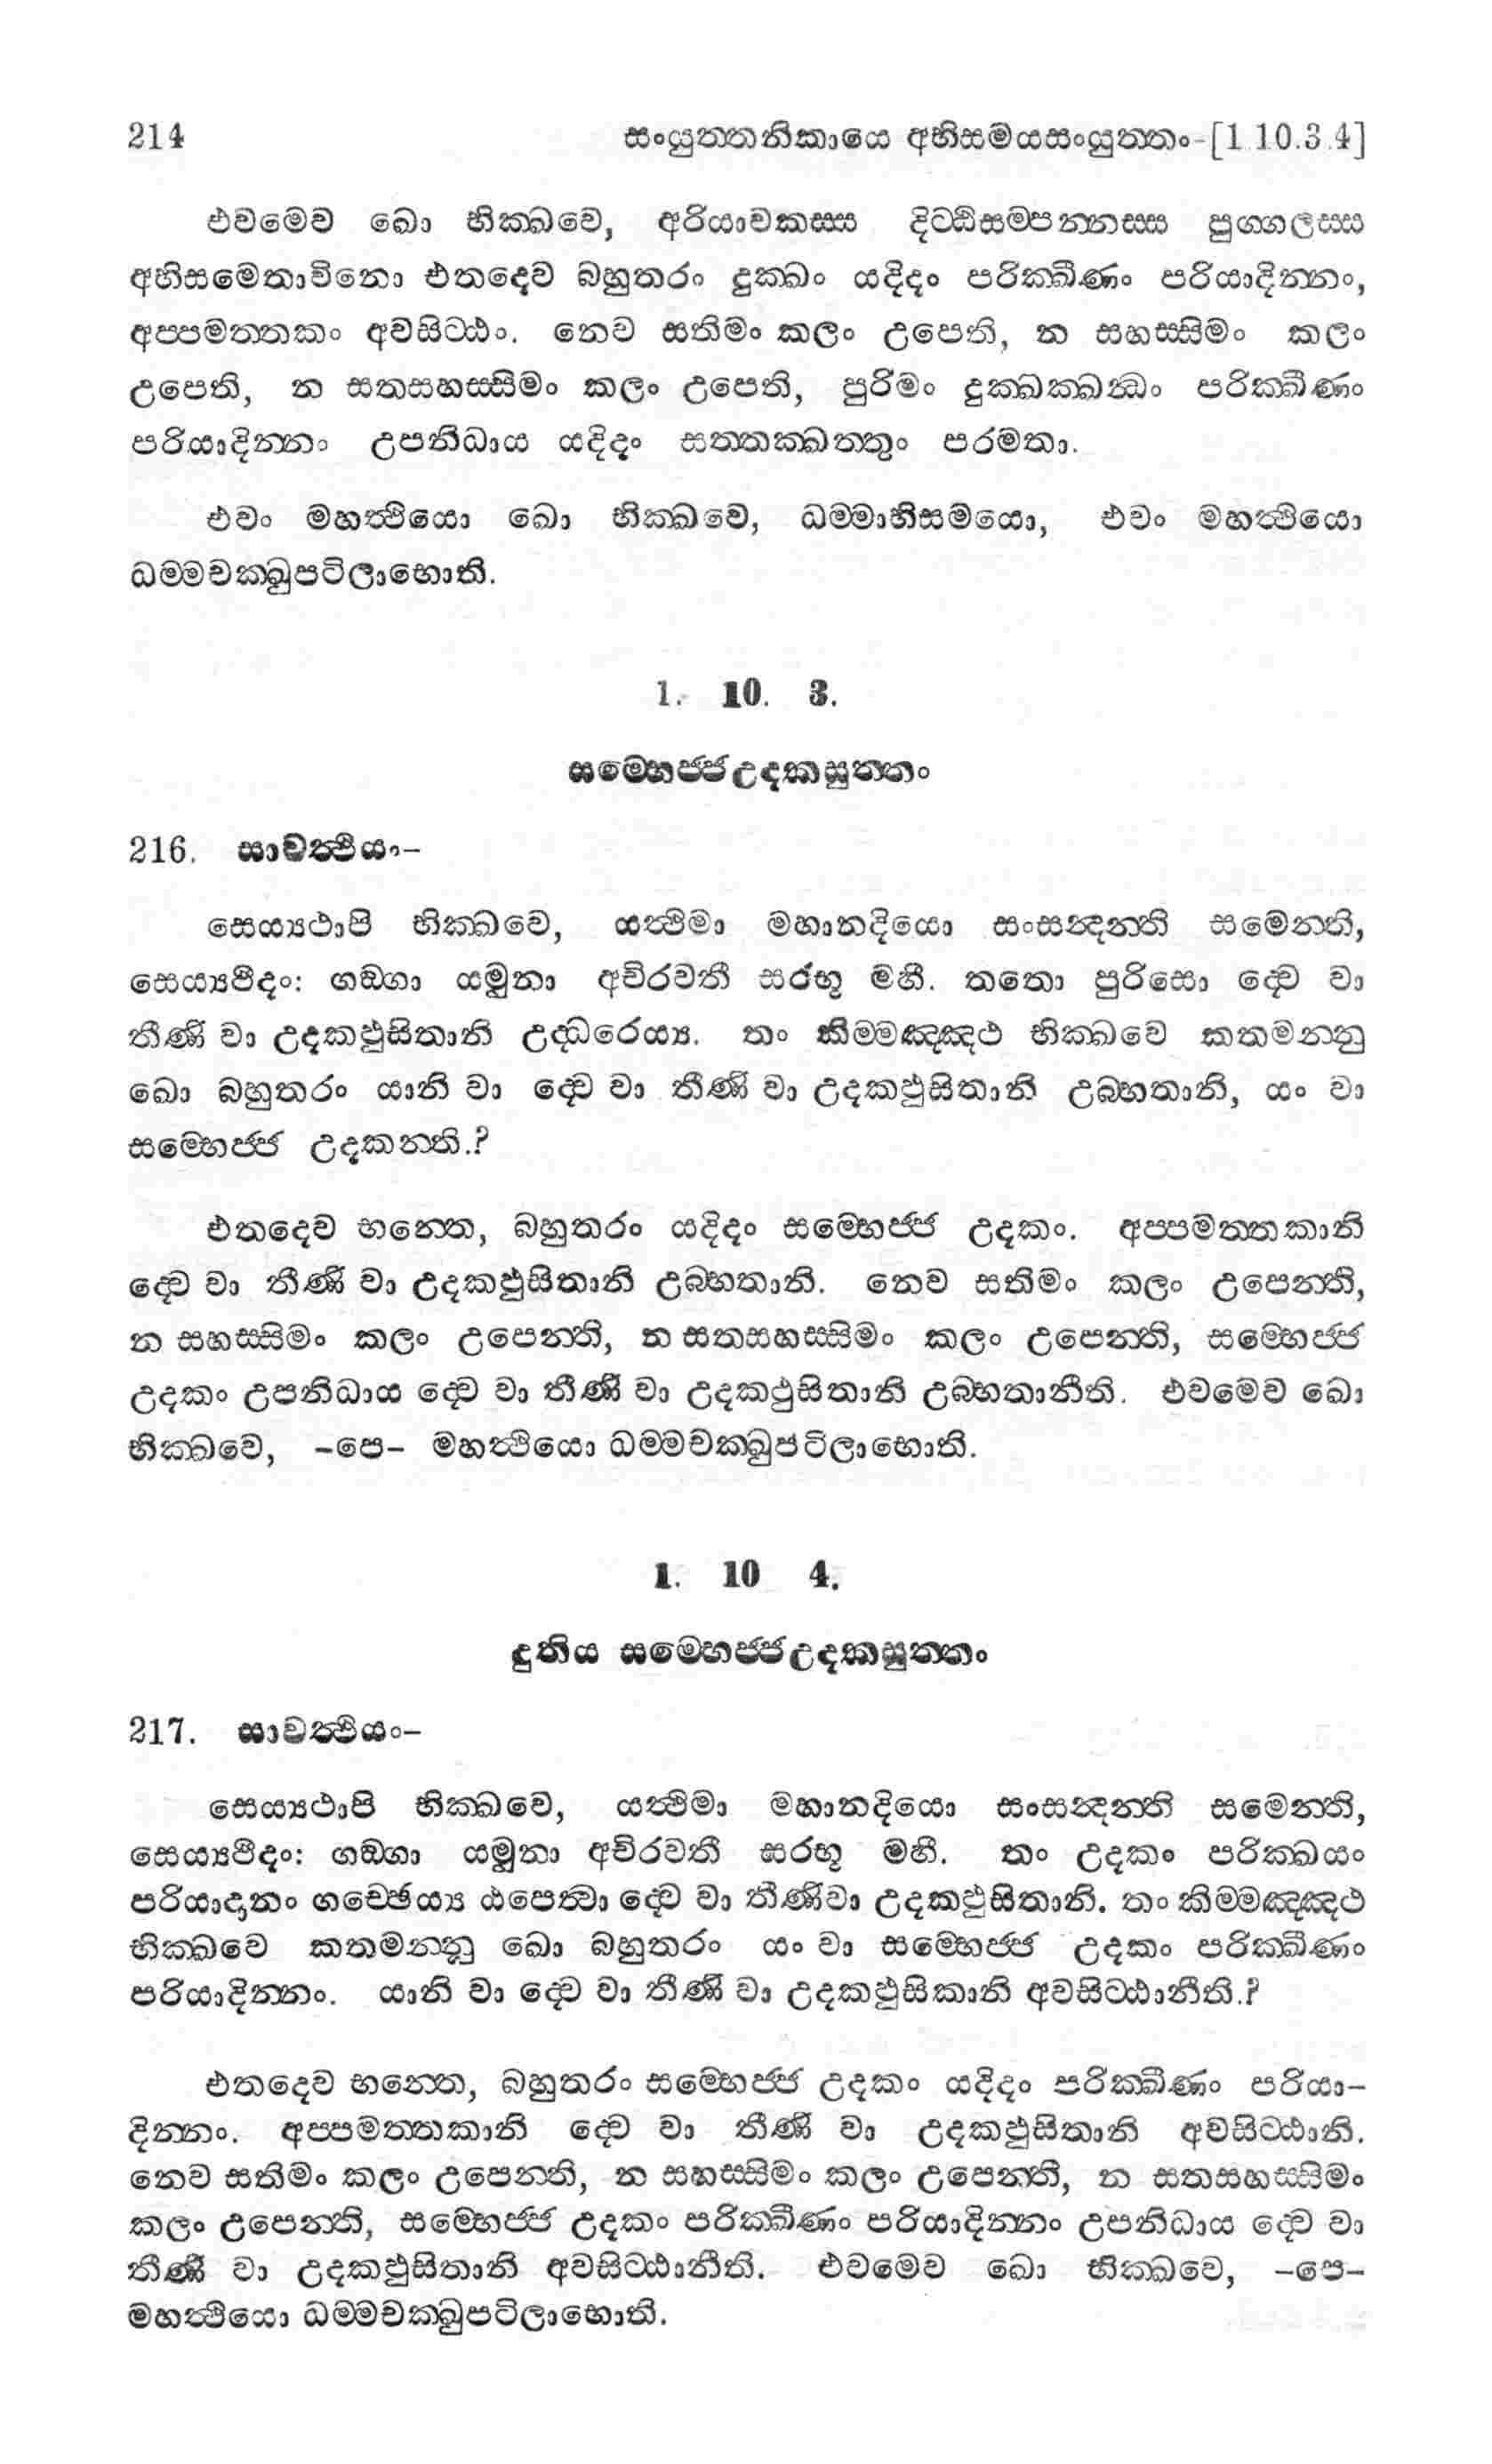 214 සංයුත්තනිකායෙ අභිසමයසංයුත්තං-[1 10.3.4]
එවමෙව ඛො භික්ඛවෙ, අරියාවකස්ස දිට්ඨිසම්පන්නස්ස පුග්ගලස්ස
අභිසමෙතාවිනො එතදෙව බහුතරං දුක්ඛං යදිදං පරික්ඛීණං පරියාදින්නං,
අප්පමත්තකං අවසිට්ඨං. නෙව සතිමං කලං උපෙති, න සහස්සිමං කලං
උපෙති, න සතසහස්සිමං කලං උපෙති, පුරිමං දුක්ඛක්ඛන්ධං පරික්ඛීණං
පරියාදින්නං උපනිධාය යදිදං සත්තක්ඛත්තුං පරමතා.
එවං මහත්ථියො ඛො භික්ඛවෙ, ධම්මාභිසමයො, එවං මහත්ථියො
ධම්මචක්ඛුපටිලාභොති.
1. 10. 3.
සම්භෙජ්ජඋදකසුත්තං
216. සාවත්ථියං–
සෙය්‍යථාපි භික්ඛවෙ, යත්ථිමා මහානදියො සංසන්දන්ති සමෙන්ති,
සෙය්‍යථීදං: ගඞ්ගා යමුනා අචිරවතී සරභූ මහී. තතො පුරිසො ද්වෙ වා
තීණි වා උදකඵුසිතානි උද්ධරෙය්‍ය. තං කිම්මඤ්ඤථ භික්ඛවෙ කතමන්නු
ඛො බහුතරං යානි වා ද්වෙ වා තීණි වා උදකඵුසිතානි උබ්භතානි, යං වා
සම්භෙජ්ජ උදකන්ති.?
එතදෙව භන්තෙ, බහුතරං යදිදං සම්භෙජ්ජ උදකං. අප්පමත්තකානි
ද්වෙ වා තීණි වා උදකඵුසිතානි උබ්භතානි. නෙව සතිමං කලං උපෙන්ති,
න සහස්සිමං කලං උපෙන්ති, න සතසහස්සිමං කලං උපෙන්ති, සම්භෙජ්ජ
උදකං උපනිධාය ද්වෙ වා තීණි වා උදකඵුසිතානි උබ්භතානීති. එවමෙව ඛො
භික්ඛවෙ, –පෙ– මහත්ථියො ධම්මචක්ඛුපටිලාභොති.
1. 10 4.
දුතිය සම්භෙජ්ජඋදකසුත්තං
217. සාවත්ථියං–
සෙය්‍යථාපි භික්ඛවෙ, යත්ථිමා මහානදියො සංසන්දන්ති සමෙන්ති,
සෙය්‍යථීදං: ගඞ්ගා යමුනා අචිරවතී සරභූ මහී. තං උදකං පරික්ඛයං
පරියාදානං ගච්ඡෙය්‍ය ඨපෙත්වා ද්වෙ වා තීණිවා උදකඵුසිතානි. තං කිම්මඤ්ඤථ
භික්ඛවෙ කතමන්නු ඛො බහුතරං යං වා සම්භෙජ්ජ උදකං පරික්ඛීණං
පරියාදින්නං. යානි වා ද්වෙ වා තීණි වා උදකඵුසිකානි අවසිට්ඨානීති.?
එතදෙව භන්තෙ, බහුතරං සම්භෙජ්ජ උදකං යදිදං පරික්ඛීණං පරියා–
දින්නං. අප්පමත්තකානි ද්වෙ වා තීණි වා උදකඵුසිතානි අවසිට්ඨානි.
නෙව සතිමං කලං උපෙන්ති, න සහස්සිමං කලං උපෙන්ති, න සතසහස්සිමං
කලං උපෙන්ති, සම්භෙජ්ජ උදකං පරික්ඛීණං පරියාදින්නං උපනිධාය ද්වෙ වා
තීණි වා උදකඵුසිතානි අවසිට්ඨානීති. එවමෙව ඛො භික්ඛවෙ, –පෙ–
මහත්ථියො ධම්මචක්ඛුපටිලාභොති.